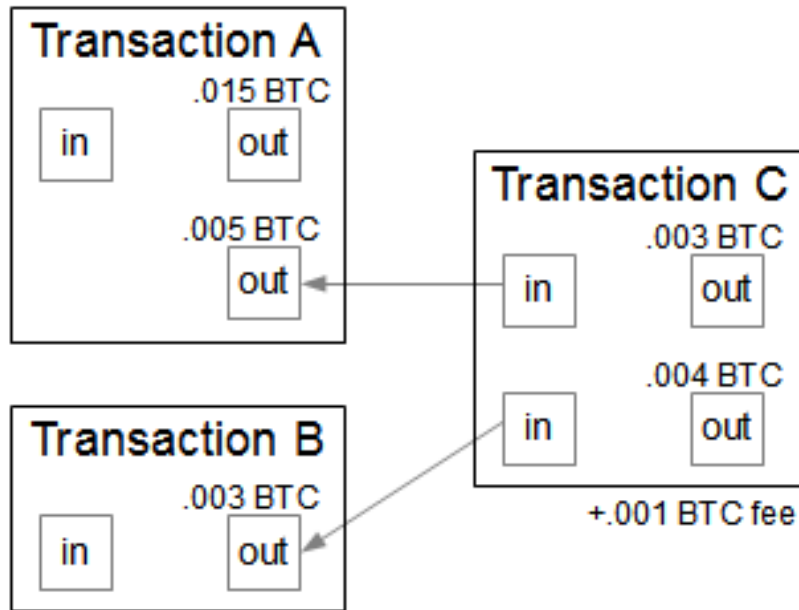 Transaction A
.015 BTC
in
out
.005 BTC
out
Transaction B
.003 BTC
in
out
Transaction C
.003 BTC
in
out
.004 BTC
in
out
+.001 BTC fee